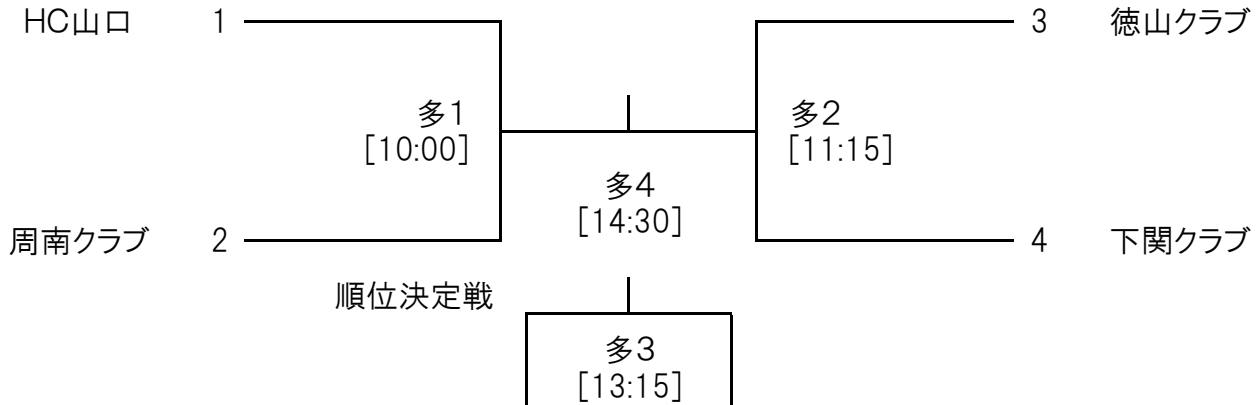 HC山口 1
3 徳山クラブ
多1
[10:00]
多2
[11:15]
多4
[14:30]
周南クラブ 2
4 下関クラブ
順位決定戦
多3
[13:15]